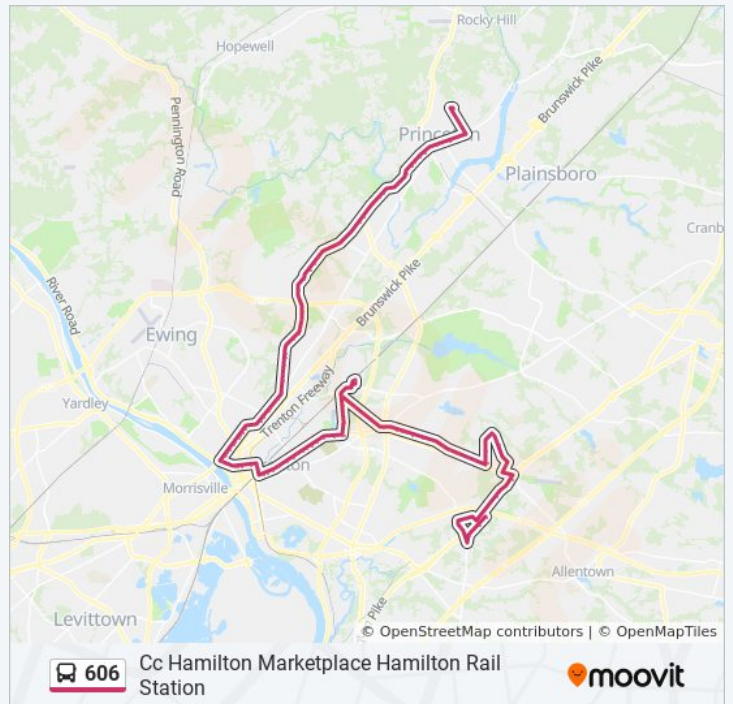 Rocky Hill
Hopewell
Brunswick Pike
Pennington Road
Plainsboro
Cranb
River Road
Brunswick Pike
Ewing
Yardley
Trenton Freeway
Morrisville
Allentown
Pike
Levittown
© OpenStreetMap contributors | © OpenMapTiles
606
Cc Hamilton Marketplace Hamilton Rail
Station
moovit